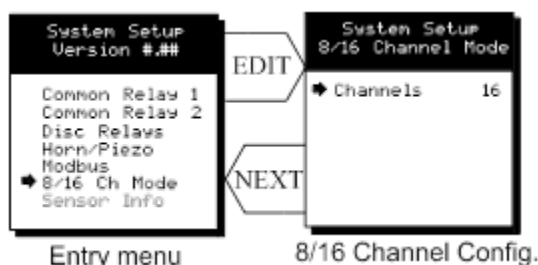 System Setup
Version #.##
Common Relay 1
Common Relay 2
Disc Relays
Horn/Piezo
Modbus
8/16 Ch Mode
Sensor Info
Entry menu
EDIT
NEXT
System Setup
8/16 Channel Mode
Channels 16
8/16 Channel Config.